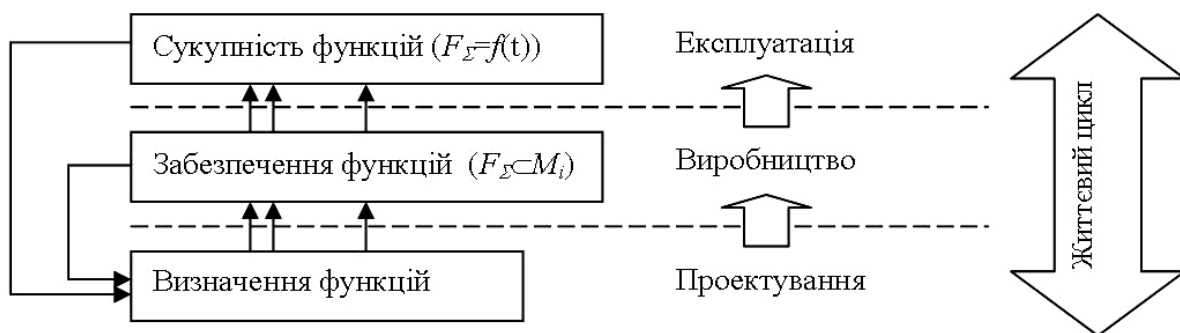 Сукупність функцій (F_Σ=f(t))
Експлуатація
Забезпечення функцій (F_Σ⊂M_i)
Виробництво
Визначення функцій
Проектування
Життєвий цикл